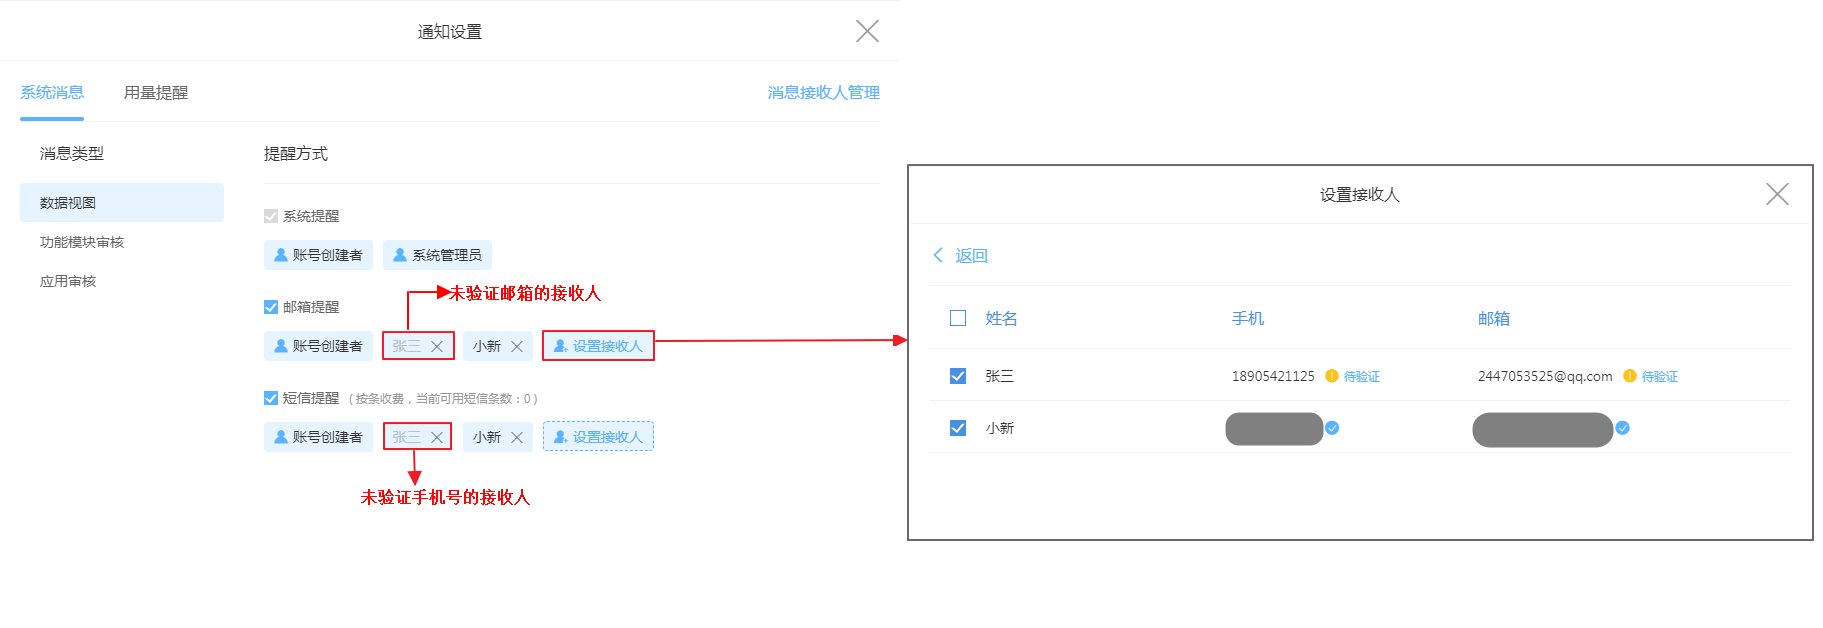 通知设置
系统消息 用量提醒 消息接收人管理
消息类型 提醒方式
数据视图
功能模块审核
应用审核
系统提醒
账号创建者 系统管理员
未验证邮箱的接收人
邮箱提醒
账号创建者 张三 小新 设置接收人
短信提醒 (按条收费，当前可用短信条数：0)
账号创建者 张三 小新 设置接收人
未验证手机号的接收人
设置接收人
返回
姓名 手机 邮箱
张三 18905421125 待验证 2447053525@qq.com 待验证
小新